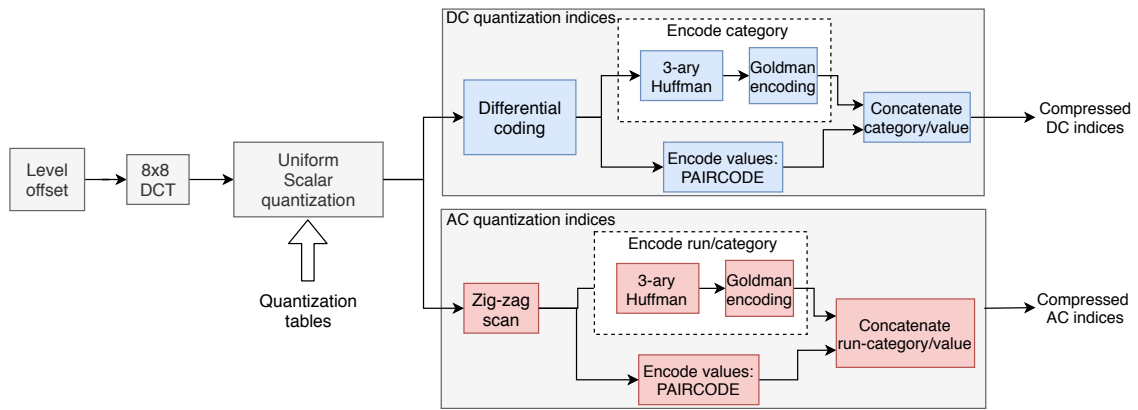 Level
offset
8x8
DCT
Uniform
Scalar
quantization
Quantization
tables
DC quantization indices
Encode category
3-ary
Huffman
Goldman
encoding
Differential
coding
Encode values:
PAIRCODE
Concatenate
category/value
Compressed
DC indices
AC quantization indices
Encode run/category
3-ary
Huffman
Goldman
encoding
Zig-zag
scan
Encode values:
PAIRCODE
Concatenate
run-category/value
Compressed
AC indices